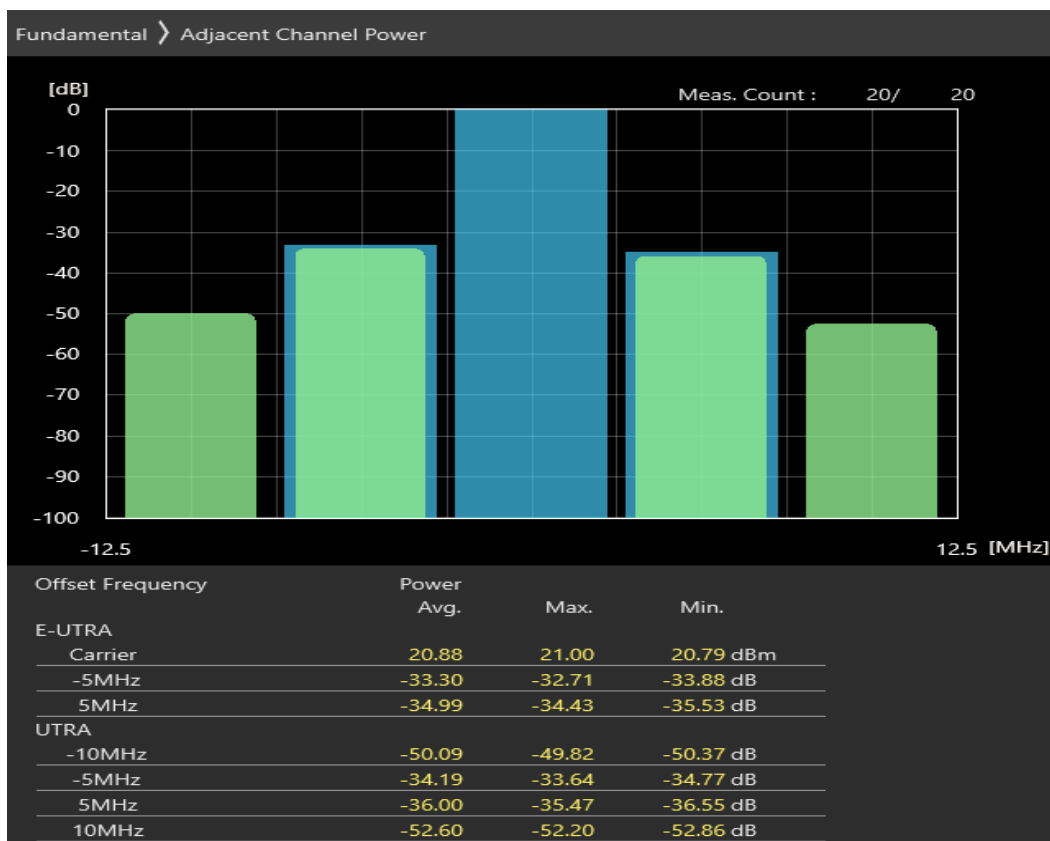 Fundamental 〉 Adjacent Channel Power
[dB]
Meas. Count : 20/ 20
0
-10
-20
-30
-40
-50
-60
-70
-80
-90
-100
-12.5 12.5 [MHz]
Offset Frequency Power
Avg. Max. Min.
E-UTRA
Carrier 20.88 21.00 20.79 dBm
-5MHz -33.30 -32.71 -33.88 dB
5MHz -34.99 -34.43 -35.53 dB
UTRA
-10MHz -50.09 -49.82 -50.37 dB
-5MHz -34.19 -33.64 -34.77 dB
5MHz -36.00 -35.47 -36.55 dB
10MHz -52.60 -52.20 -52.86 dB